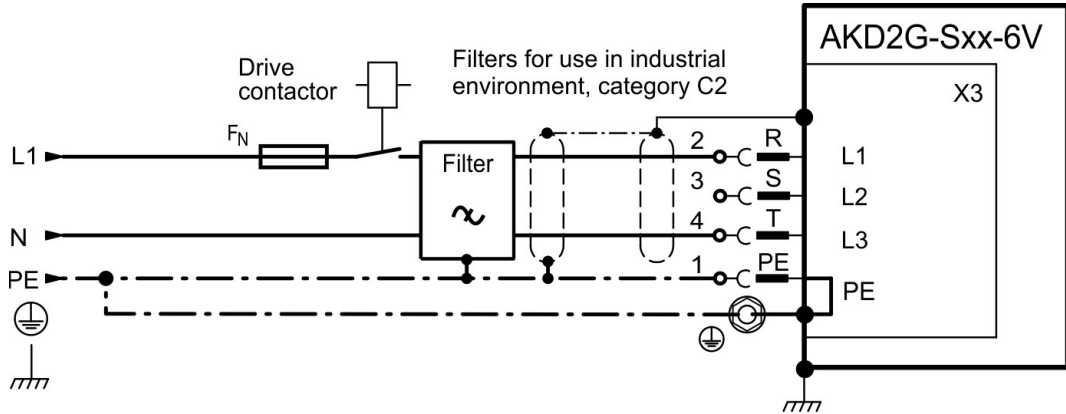 AKD2G-Sxx-6V
Drive
contactor
Filters for use in industrial
environment, category C2
X3
FN
L1
Filter
2
R
L1
3
S
L2
N
4
T
L3
PE
1
PE
PE